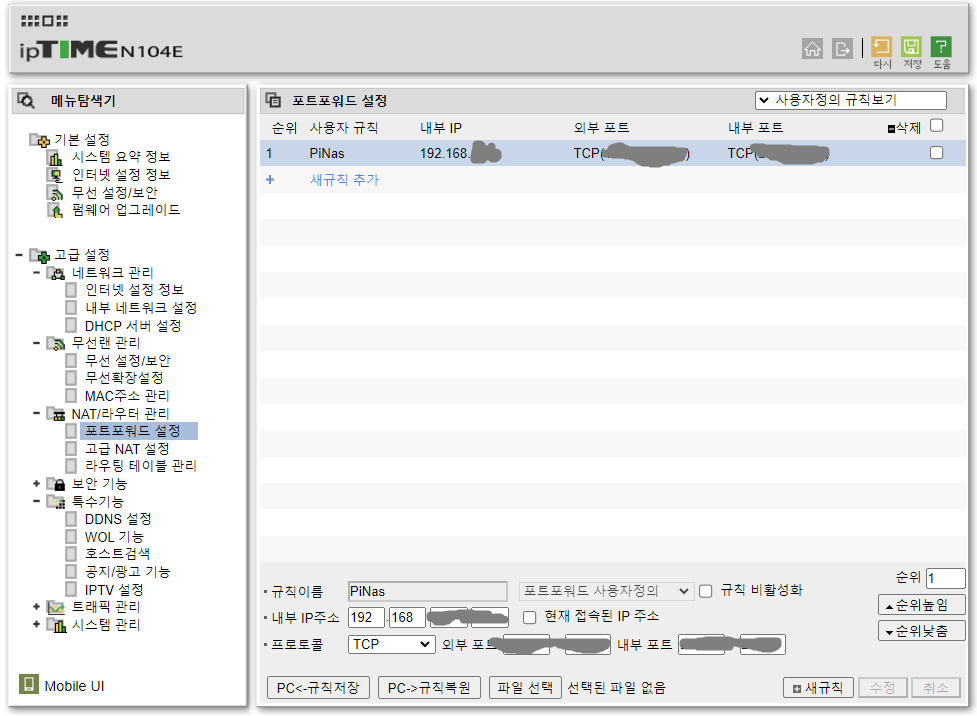 ipTIME N104E
다시 저장 도움
메뉴탐색기
기본 설정
시스템 요약 정보
인터넷 설정 정보
무선 설정/보안
펌웨어 업그레이드
고급 설정
네트워크 관리
인터넷 설정 정보
내부 네트워크 설정
DHCP 서버 설정
무선랜 관리
무선 설정/보안
무선확장설정
MAC주소 관리
NAT/라우터 관리
포트포워드 설정
고급 NAT 설정
라우팅 테이블 관리
보안 기능
특수기능
DDNS 설정
WOL 기능
호스트검색
공지/광고 기능
IPTV 설정
트래픽 관리
시스템 관리
Mobile UI
포트포워드 설정 사용자정의 규칙보기
순위 사용자 규칙 내부 IP 외부 포트 내부 포트 삭제
1 PiNas 192.168. TCP( ) TCP( )
+ 새규칙 추가
순위 1
규칙이름 PiNas 포트포워드 사용자정의 규칙 비활성화
순위높임
내부 IP주소 192 .168 현재 접속된 IP 주소
순위낮춤
프로토콜 TCP 외부 포트 내부 포트
PC<-규칙저장 PC->규칙복원 파일 선택 선택된 파일 없음 새규칙 수정 취소